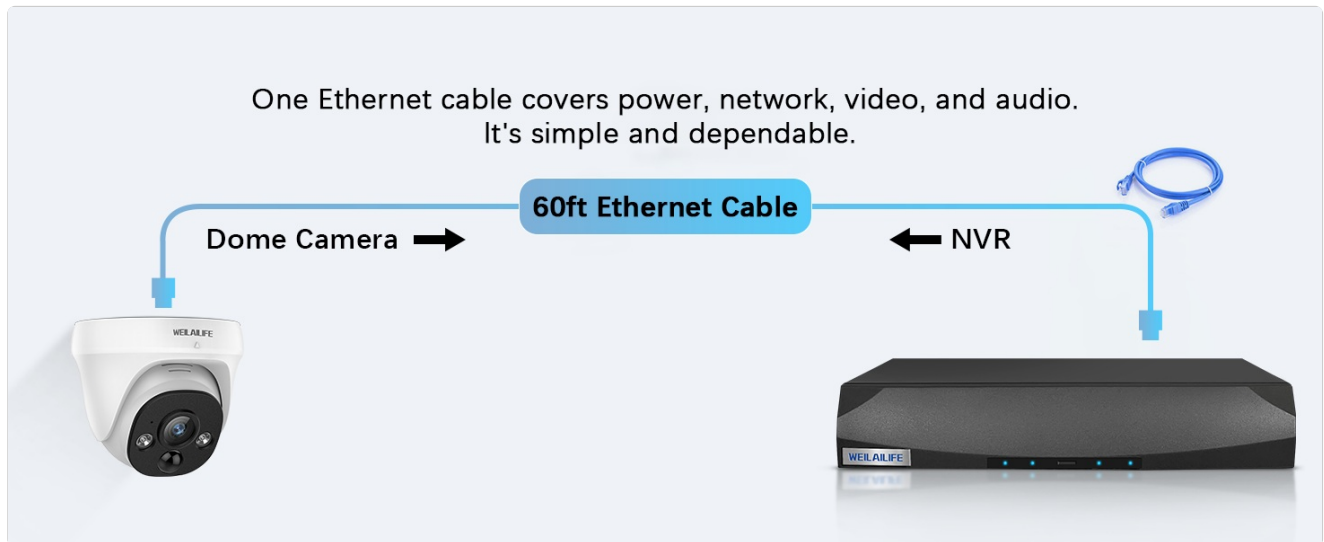 One Ethernet cable covers power, network, video, and audio.
It's simple and dependable.
60ft Ethernet Cable
Dome Camera
NVR
WEILAILIFE
WEILAILIFE